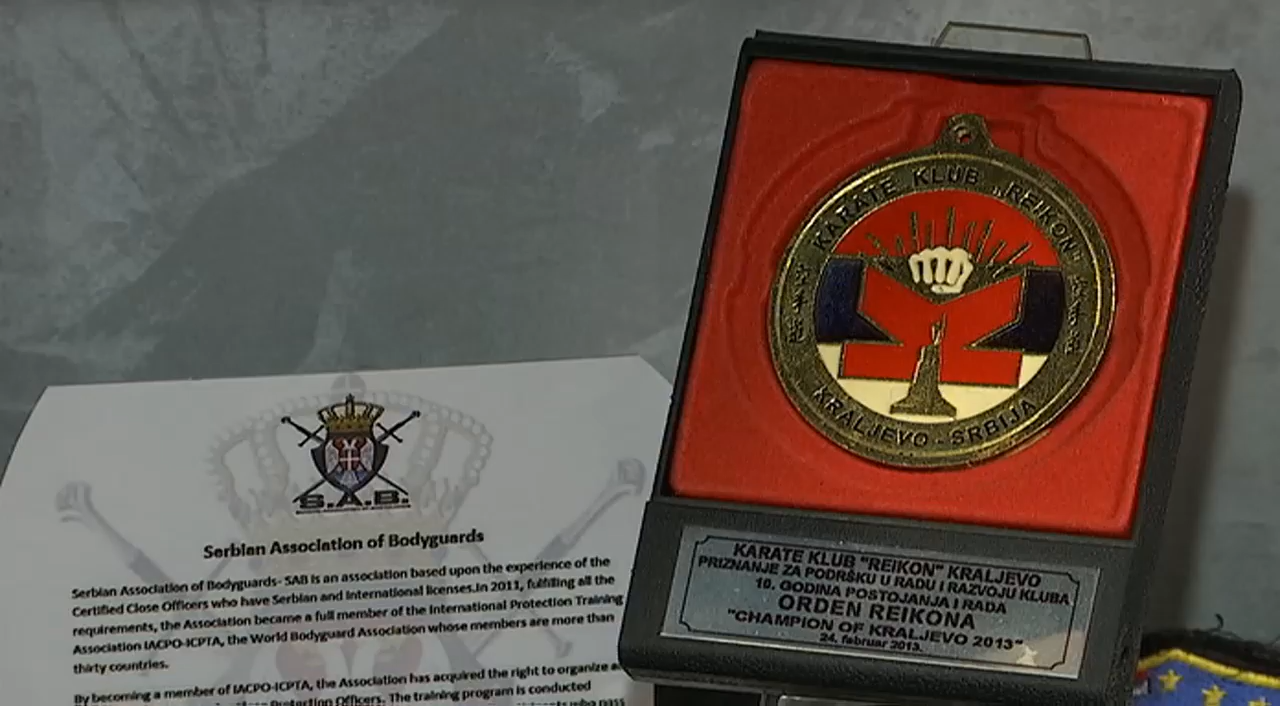 S.A.B.
Serbian Association of Bodyguards
Serbian Association of Bodyguards- SAB is an association based upon the experience of the
Certified Close Officers who have Serbian and International licenses.In 2011, fulfilling all the
requirements, the Association became a full member of the International Protection Training
Association IACPO-ICPTA, the World Bodyguard Association whose members are more than
thirty countries.
By becoming a member of IACPO-ICPTA, the Association has acquired the right to organize
Protection Officers. The training program is conducted
who pass
KARATE KLUB „REIKON"
KRALJEVO - SRBIJA
KARATE KLUB "REIKON" KRALJEVO
PRIZNANJE ZA PODRŠKU U RADU I RAZVOJU KLUBA
10. GODINA POSTOJANJA I RADA
ORDEN REIKONA
"CHAMPION OF KRALJEVO 2013"
24. februar 2013.